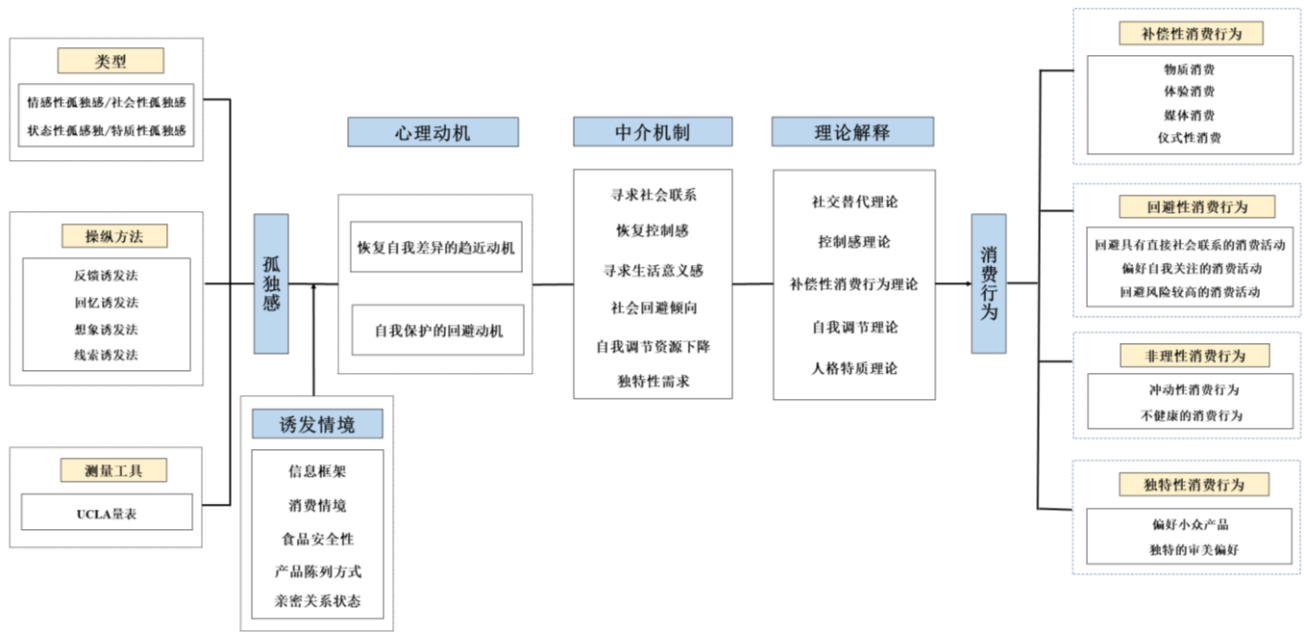 类型
情感性孤独感/社会性孤独感
状态性孤感独/特质性孤独感
操纵方法
反馈诱发法
回忆诱发法
想象诱发法
线索诱发法
测量工具
UCLA量表
孤独感
诱发情境
信息框架
消费情境
食品安全性
产品陈列方式
亲密关系状态
心理动机
恢复自我差异的趋近动机
自我保护的回避动机
中介机制
寻求社会联系
恢复控制感
寻求生活意义感
社会回避倾向
自我调节资源下降
独特性需求
理论解释
社交替代理论
控制感理论
补偿性消费行为理论
自我调节理论
人格特质理论
消费行为
补偿性消费行为
物质消费
体验消费
媒体消费
仪式性消费
回避性消费行为
回避具有直接社会联系的消费活动
偏好自我关注的消费活动
回避风险较高的消费活动
非理性消费行为
冲动性消费行为
不健康的消费行为
独特性消费行为
偏好小众产品
独特的审美偏好